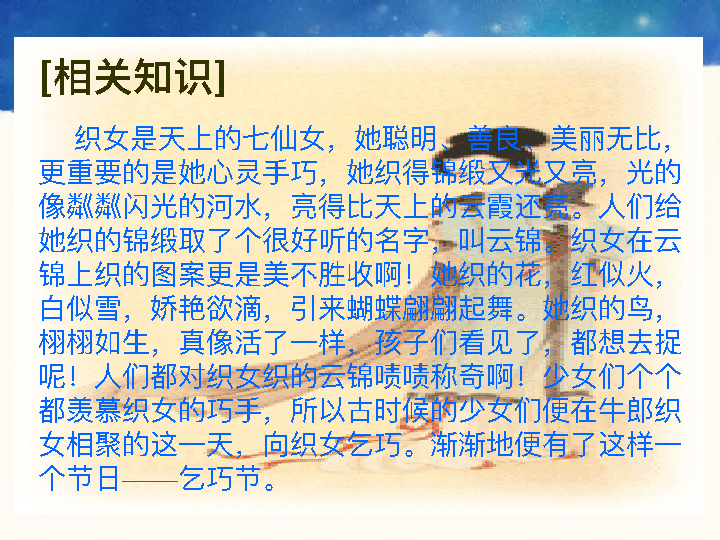 [相关知识]
织女是天上的七仙女，她聪明、善良、美丽无比，
更重要的是她心灵手巧，她织得锦缎又光又亮，光的
像粼粼闪光的河水，亮得比天上的云霞还亮。人们给
她织的锦缎取了个很好听的名字，叫云锦。织女在云
锦上织的图案更是美不胜收啊！她织的花，红似火，
白似雪，娇艳欲滴，引来蝴蝶翩翩起舞。她织的鸟，
栩栩如生，真像活了一样，孩子们看见了，都想去捉
呢！人们都对织女织的云锦啧啧称奇啊！少女们个个
都羡慕织女的巧手，所以古时候的少女们便在牛郎织
女相聚的这一天，向织女乞巧。渐渐地便有了这样一
个节日——乞巧节。